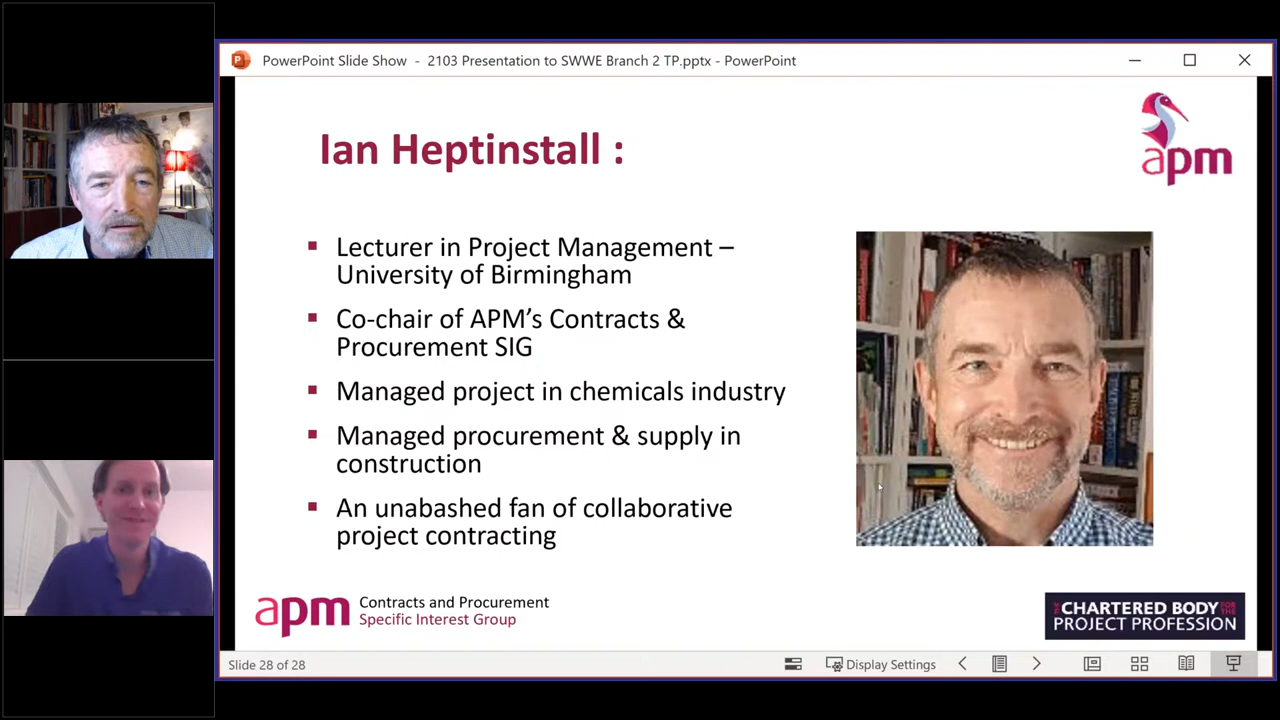 PowerPoint Slide Show - 2103 Presentation to SWWE Branch 2 TP.pptx - PowerPoint
apm
Ian Heptinstall :
Lecturer in Project Management –
University of Birmingham
Co-chair of APM’s Contracts &
Procurement SIG
Managed project in chemicals industry
Managed procurement & supply in
construction
An unabashed fan of collaborative
project contracting
apm
Contracts and Procurement
Specific Interest Group
THE CHARTERED BODY FOR THE
PROJECT PROFESSION
Slide 28 of 28
Display Settings